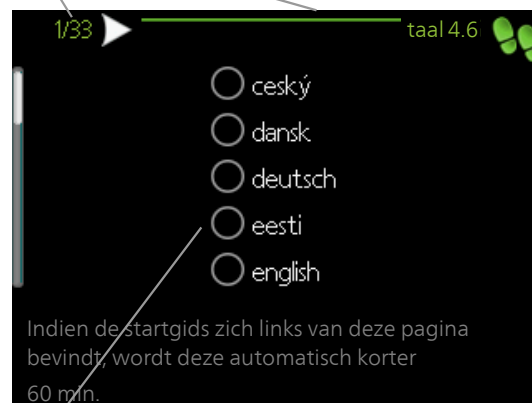 1/33 taal 4.6
ceský
dansk
deutsch
eesti
english
Indien de startgids zich links van deze pagina
bevindt, wordt deze automatisch korter
60 min.